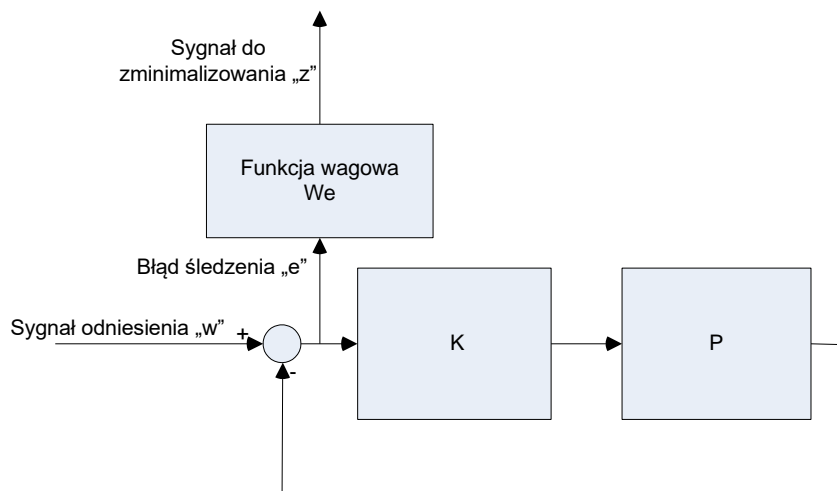 Sygnał do
zminimalizowania „z”
Funkcja wagowa
We
Błąd śledzenia „e”
Sygnał odniesienia „w”
+
-
K
P